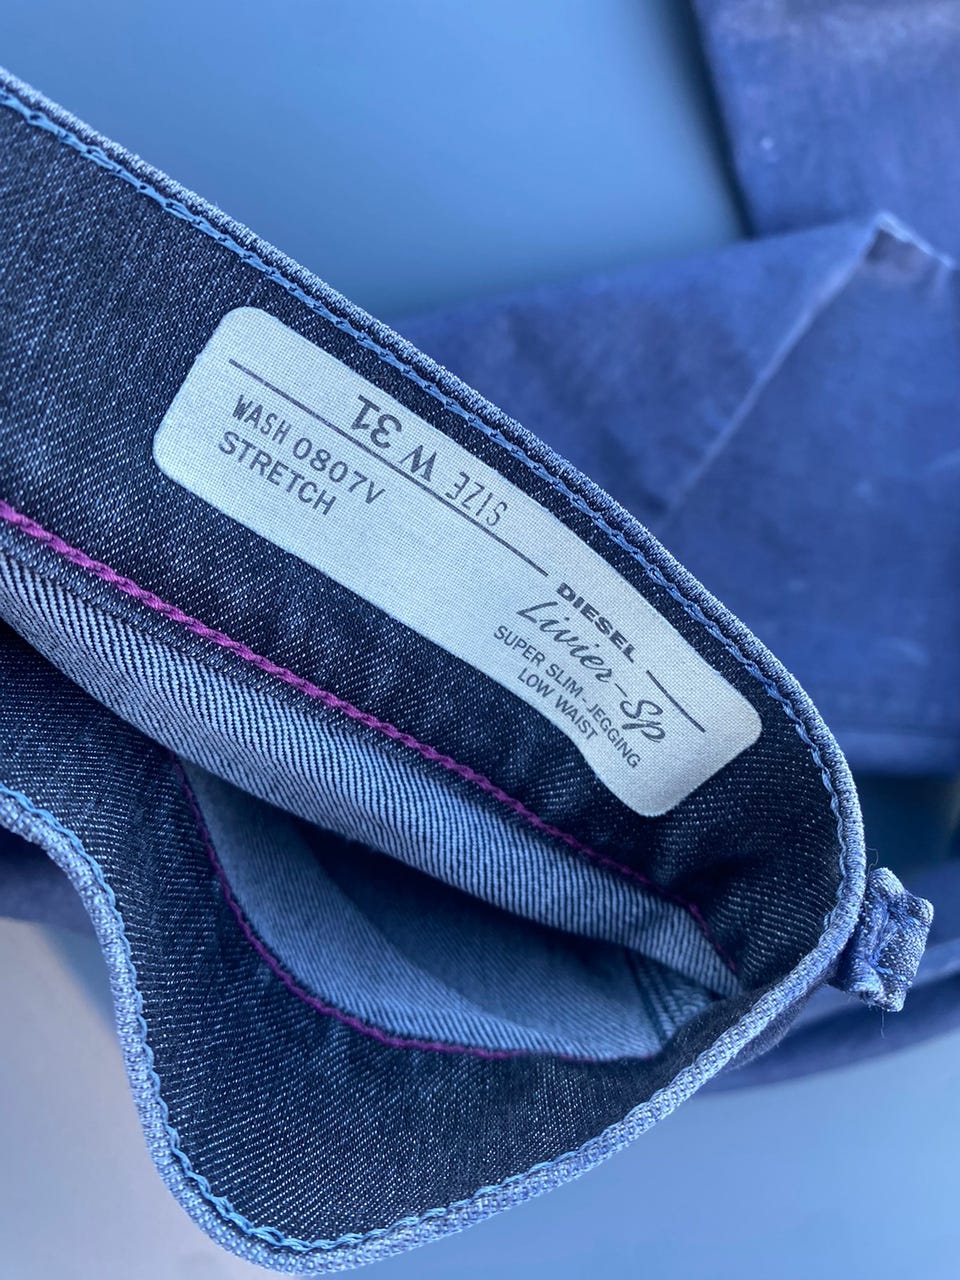 SIZE W 31
WASH 0807V
STRETCH
DIESEL
Livier-Sp
SUPER SLIM-JEGGING
LOW WAIST